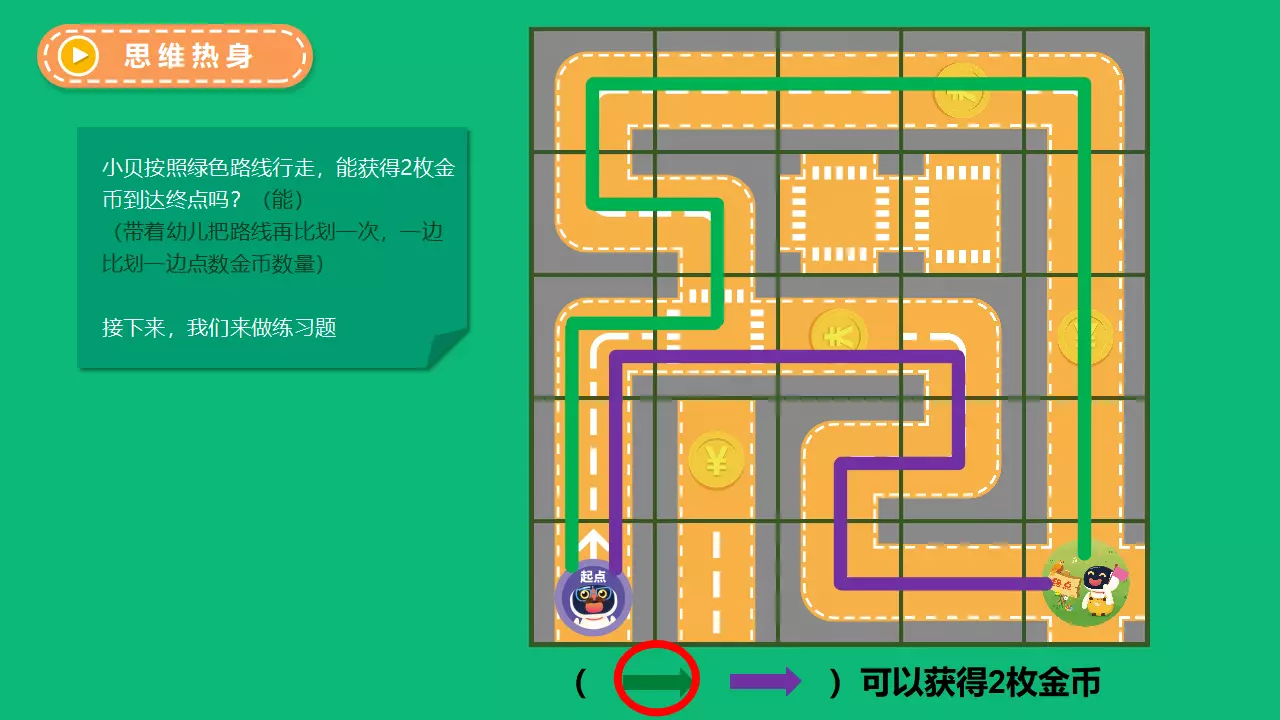 思维热身
小贝按照绿色路线行走，能获得2枚金
币到达终点吗？（能）
（带着幼儿把路线再比划一次，一边
比划一边点数金币数量）
接下来，我们来做练习题
起点
终点
（ ）可以获得2枚金币